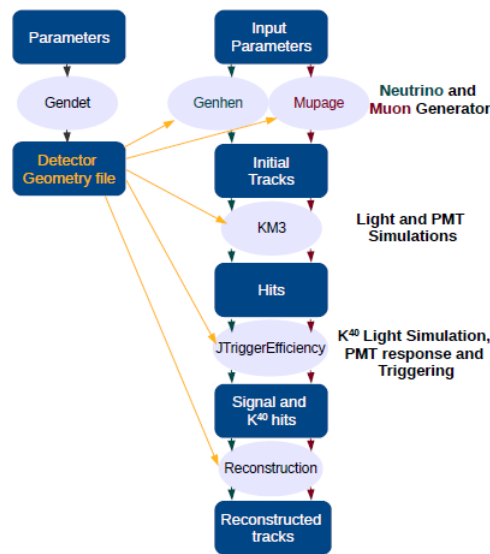 Parameters
Input
Parameters
Gendet
Genhen
Mupage
Neutrino and
Muon Generator
Detector
Geometry file
Initial
Tracks
KM3
Light and PMT
Simulations
Hits
JTriggerEfficiency
K⁴⁰ Light Simulation,
PMT response and
Triggering
Signal and
K⁴⁰ hits
Reconstruction
Reconstructed
tracks